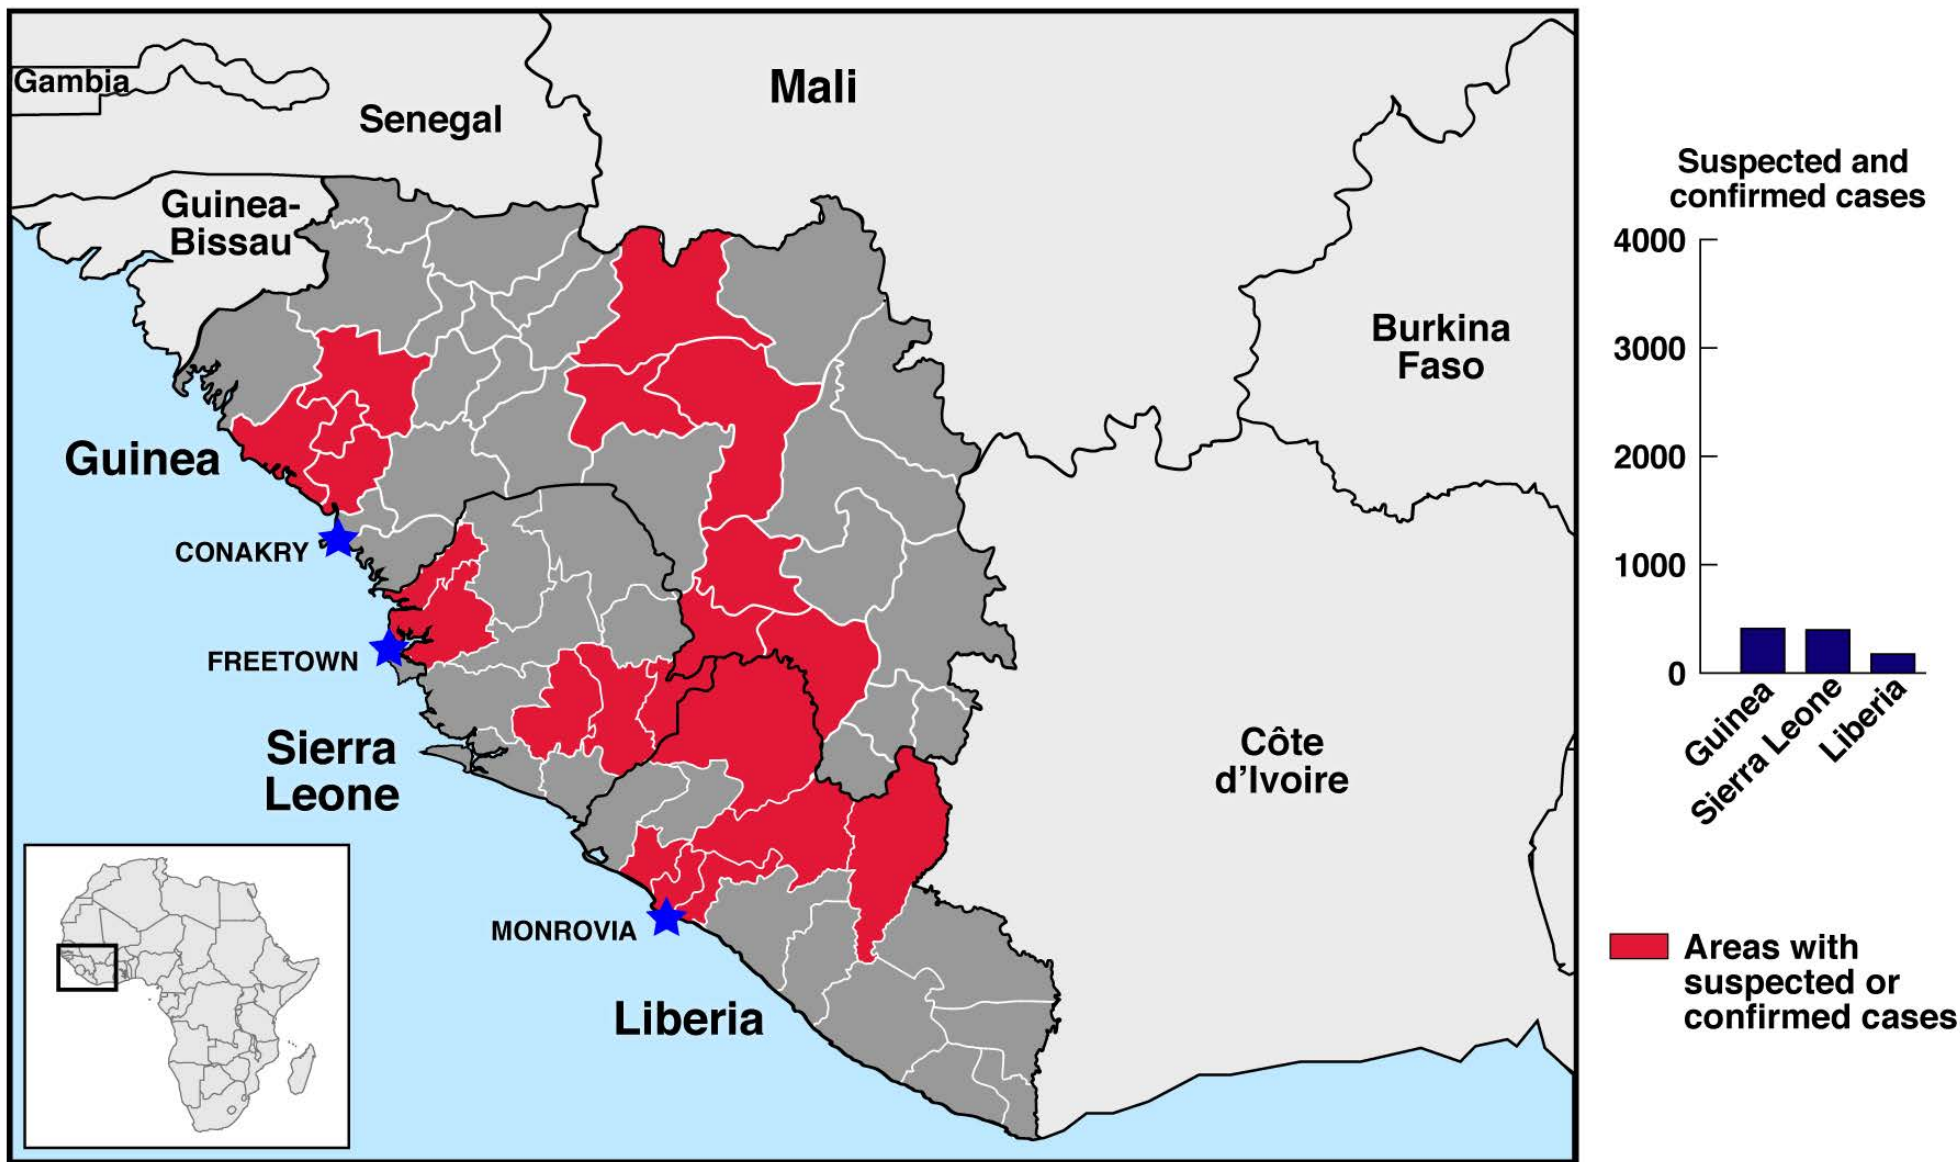 Gambia
Senegal
Mali
Guinea-
Bissau
Burkina
Faso
Guinea
CONAKRY
FREETOWN
Sierra
Leone
Côte
d'Ivoire
MONROVIA
Liberia
Suspected and
confirmed cases
4000
3000
2000
1000
0
Guinea
Sierra Leone
Liberia
Areas with
suspected or
confirmed cases